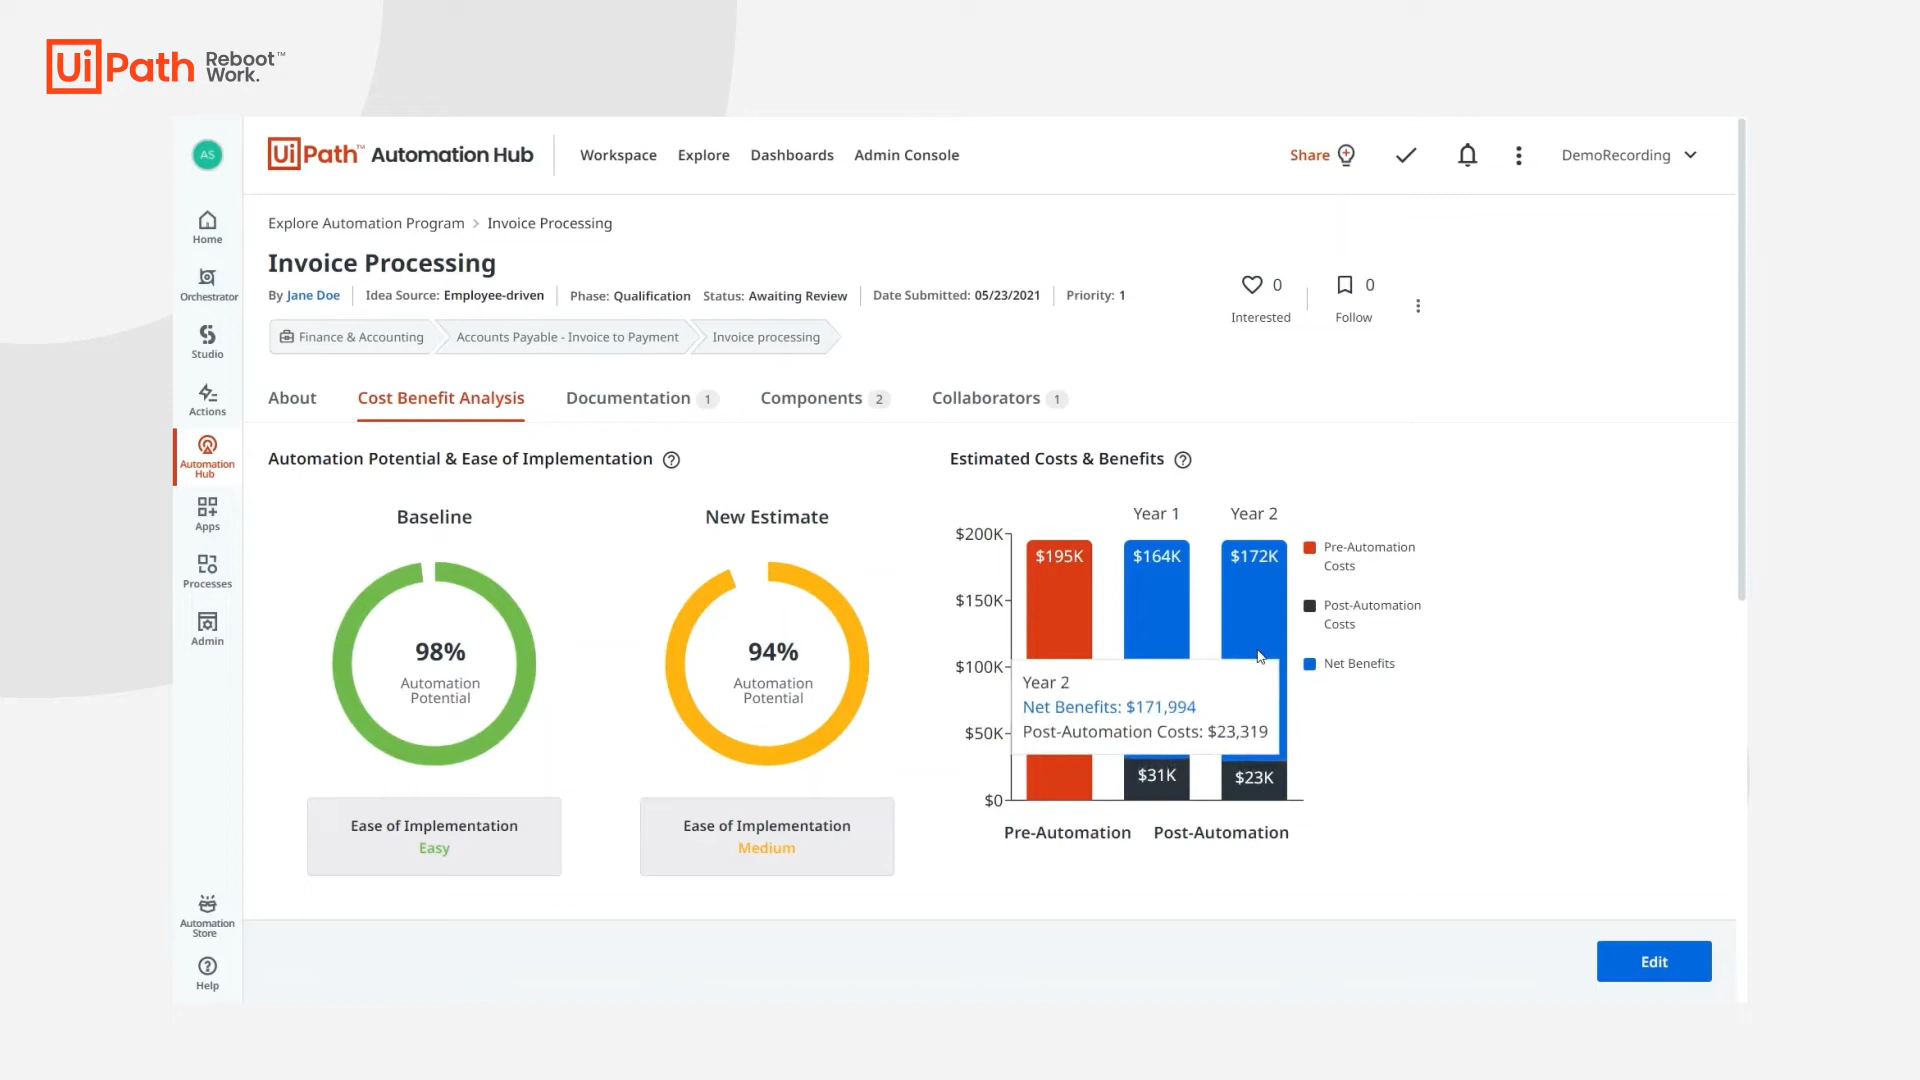 UiPath Reboot™
Work.
AS
UiPath™ Automation Hub
Workspace Explore Dashboards Admin Console
Share
DemoRecording
Home
Orchestrator
Studio
Actions
Automation
Hub
Apps
Processes
Admin
Automation
Store
Help
Explore Automation Program > Invoice Processing
Invoice Processing
By Jane Doe Idea Source: Employee-driven Phase: Qualification Status: Awaiting Review Date Submitted: 05/23/2021 Priority: 1
0
Interested
0
Follow
Finance & Accounting Accounts Payable - Invoice to Payment Invoice processing
About Cost Benefit Analysis Documentation 1 Components 2 Collaborators 1
Automation Potential & Ease of Implementation ?
Baseline
98%
Automation
Potential
Ease of Implementation
Easy
New Estimate
94%
Automation
Potential
Ease of Implementation
Medium
Estimated Costs & Benefits ?
Year 1 Year 2
$200K
$150K
$100K
$50K
$0
$195K $164K $172K
Year 2
Net Benefits: $171,994
Post-Automation Costs: $23,319
$31K $23K
Pre-Automation Post-Automation
Pre-Automation
Costs
Post-Automation
Costs
Net Benefits
Edit